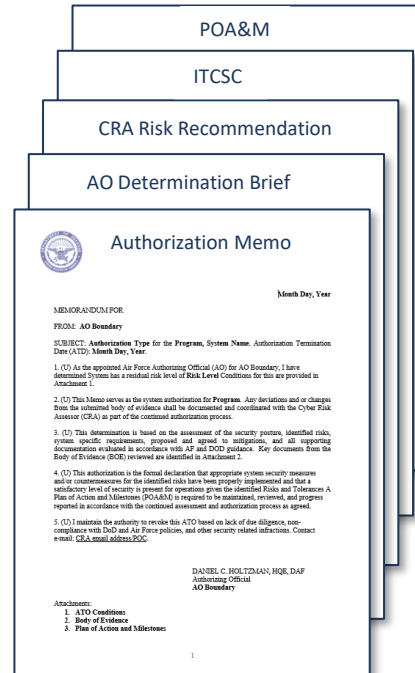 POA&M
ITCSC
CRA Risk Recommendation
AO Determination Brief
Authorization Memo
Month Day, Year
MEMORANDUM FOR
FROM: AO Boundary
SUBJECT: Authorization Type for the Program, System Name. Authorization Termination
Date (ATD): Month Day, Year.
1. (U) As the appointed Air Force Authorizing Official (AO) for AO Boundary, I have
determined System has a residual risk level of Risk Level Conditions for this are provided in
Attachment 1.
2. (U) This Memo serves as the system authorization for Program. Any deviations and or changes
from the submitted body of evidence shall be documented and coordinated with the Cyber Risk
Assessor (CRA) as part of the continued authorization process.
3. (U) This determination is based on the assessment of the security posture, identified risks,
system specific requirements, proposed and agreed to mitigations, and all supporting
documentation evaluated in accordance with AF and DOD guidance. Key documents from the
Body of Evidence (BOE) reviewed are identified in Attachment 2.
4. (U) This authorization is the formal declaration that appropriate system security measures
and/or countermeasures for the identified risks have been properly implemented and that a
satisfactory level of security is present for operations given the identified Risks and Tolerances A
Plan of Action and Milestones (POA&M) is required to be maintained, reviewed, and progress
reported in accordance with the continued assessment and authorization process as agreed.
5. (U) I maintain the authority to revoke this ATO based on lack of due diligence, non-
compliance with DoD and Air Force policies, and other security related infractions. Contact
e-mail: CRA email address/POC.
DANIEL C. HOLTZMAN, HQE, DAF
Authorizing Official
AO Boundary
Attachments:
1. ATO Conditions
2. Body of Evidence
3. Plan of Action and Milestones
1